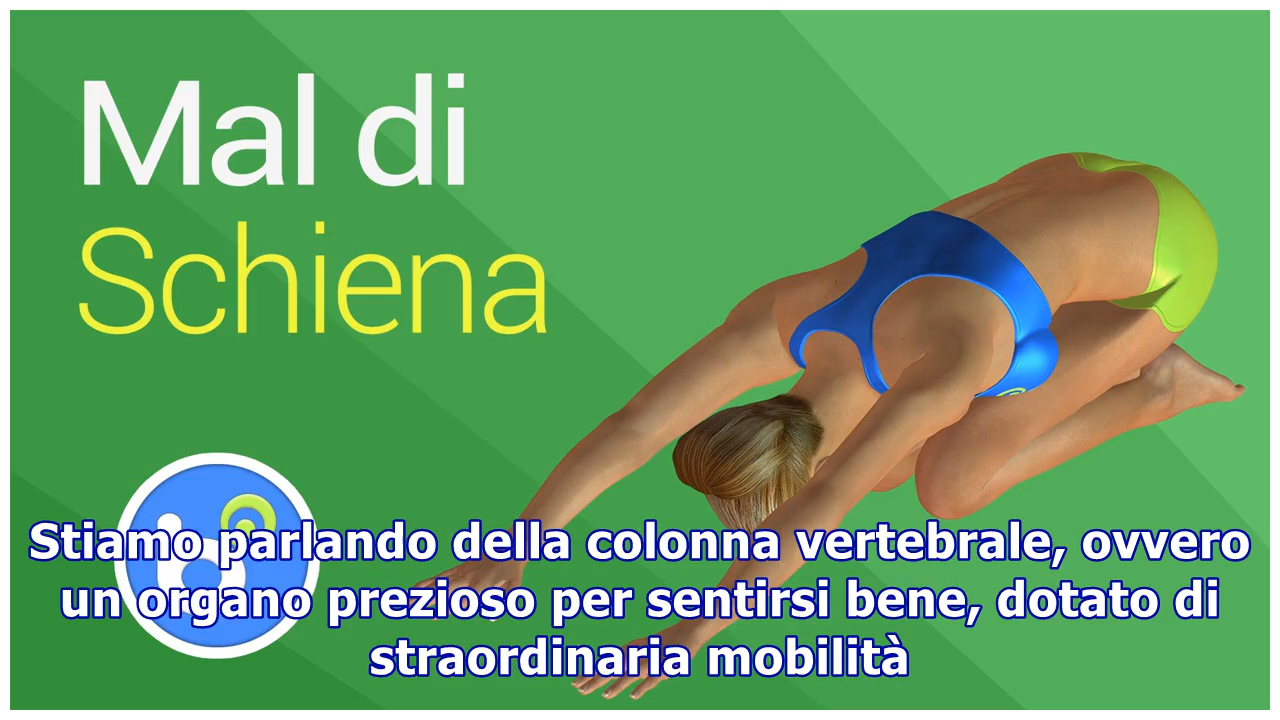 Mal di
Schiena
Stiamo parlando della colonna vertebrale, ovvero
un organo prezioso per sentirsi bene, dotato di
straordinaria mobilità